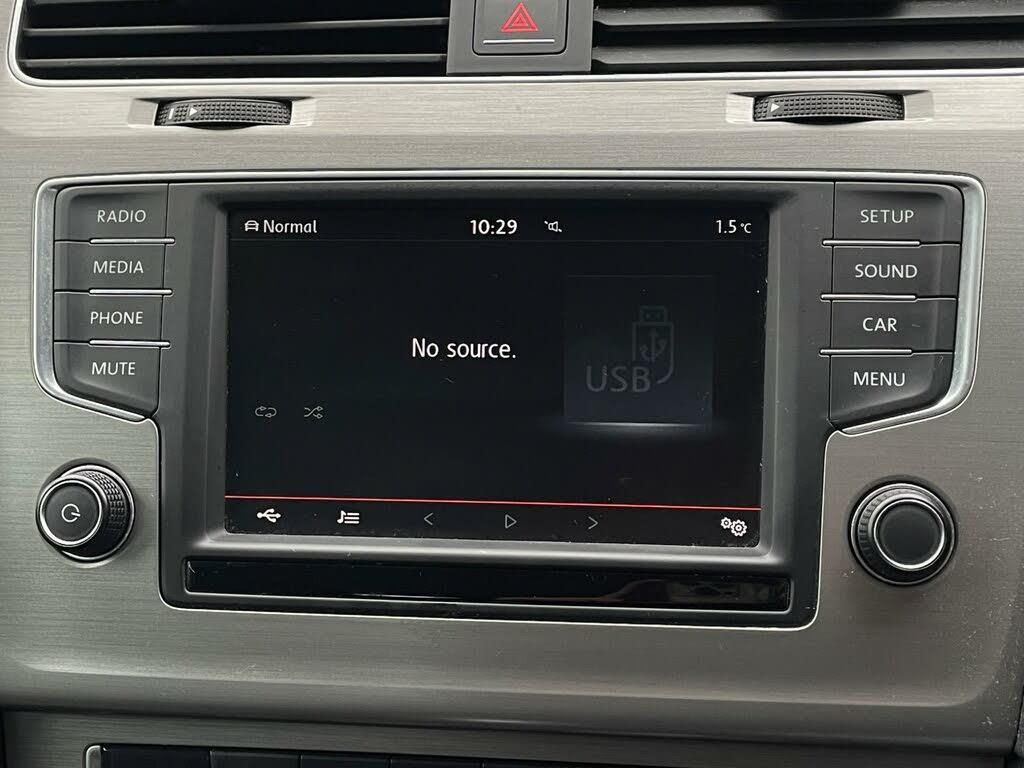 RADIO
MEDIA
PHONE
MUTE
Normal
10:29
1.5 °C
No source.
USB
SETUP
SOUND
CAR
MENU